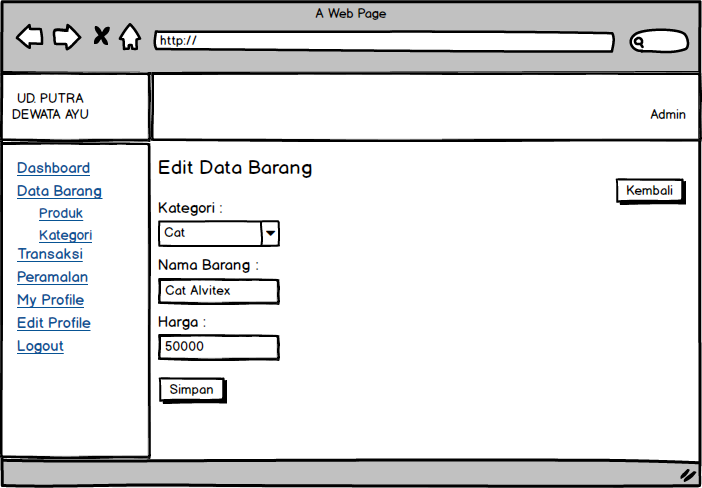 A Web Page
http://
UD. PUTRA
DEWATA AYU
Admin
Dashboard
Data Barang
Produk
Kategori
Transaksi
Peramalan
My Profile
Edit Profile
Logout
Edit Data Barang
Kembali
Kategori :
Cat
Nama Barang :
Cat Alvitex
Harga :
50000
Simpan